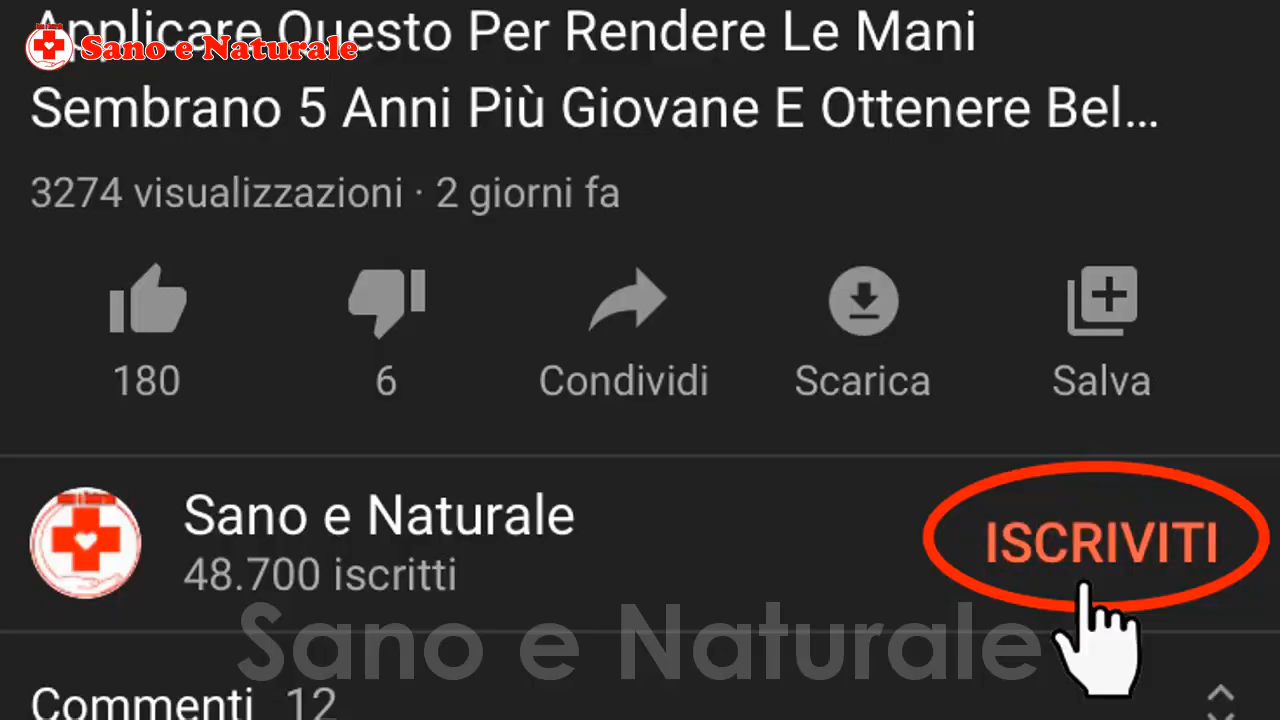 Applicare Questo Per Rendere Le Mani
Sano e Naturale
Sembrano 5 Anni Più Giovane E Ottenere Bel...
3274 visualizzazioni · 2 giorni fa
180
6
Condividi
Scarica
Salva
Sano e Naturale
48.700 iscritti
ISCRIVITI
Sano e Naturale
Commenti 12